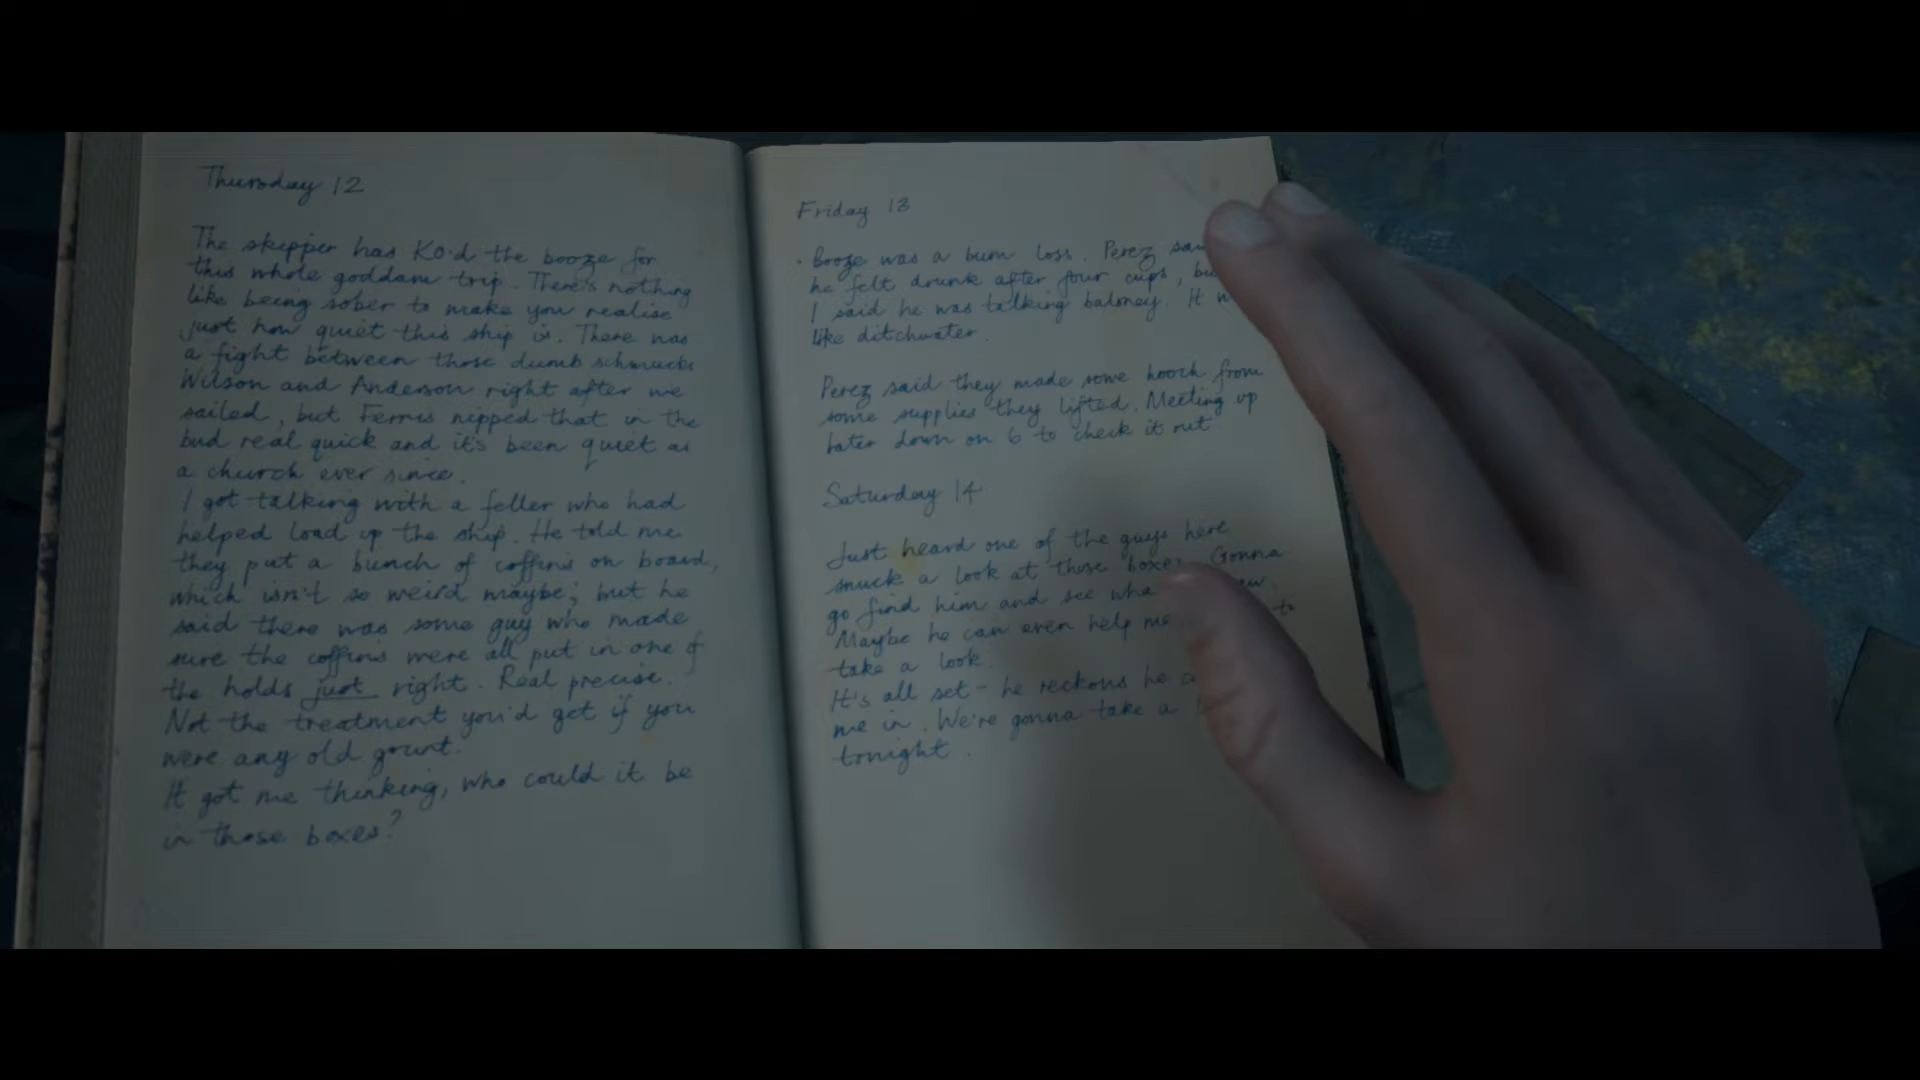 Thursday 12
The skipper has KO'd the booze for
this whole goddam trip. There's nothing
like being sober to make you realise
just how quiet this ship is. There was
a fight between those dumb schmucks
Wilson and Anderson right after we
sailed, but Ferris nipped that in the
bud real quick and it's been quiet as
a church ever since.
I got talking with a feller who had
helped load up the ship. He told me
they put a bunch of coffins on board,
which isn't so weird maybe; but he
said there was some guy who made
sure the coffins were all put in one of
the holds just right. Real precise.
Not the treatment you'd get if you
were any old grunt.
It got me thinking, who could it be
in those boxes?
Friday 13
Booze was a bum loss. Perez
he felt drunk after four cups,
I said he was talking baloney. It
like ditchwater.
Perez said they made some hooch from
some supplies they lifted. Meeting up
later down on 6 to check it out
Saturday 14
Just heard one of the guys here
snuck a look at those boxes. Gonna
go find him and see
Maybe he can even help me to
take a look.
It's all set - he reckons he
me in. We're gonna take a
tonight.